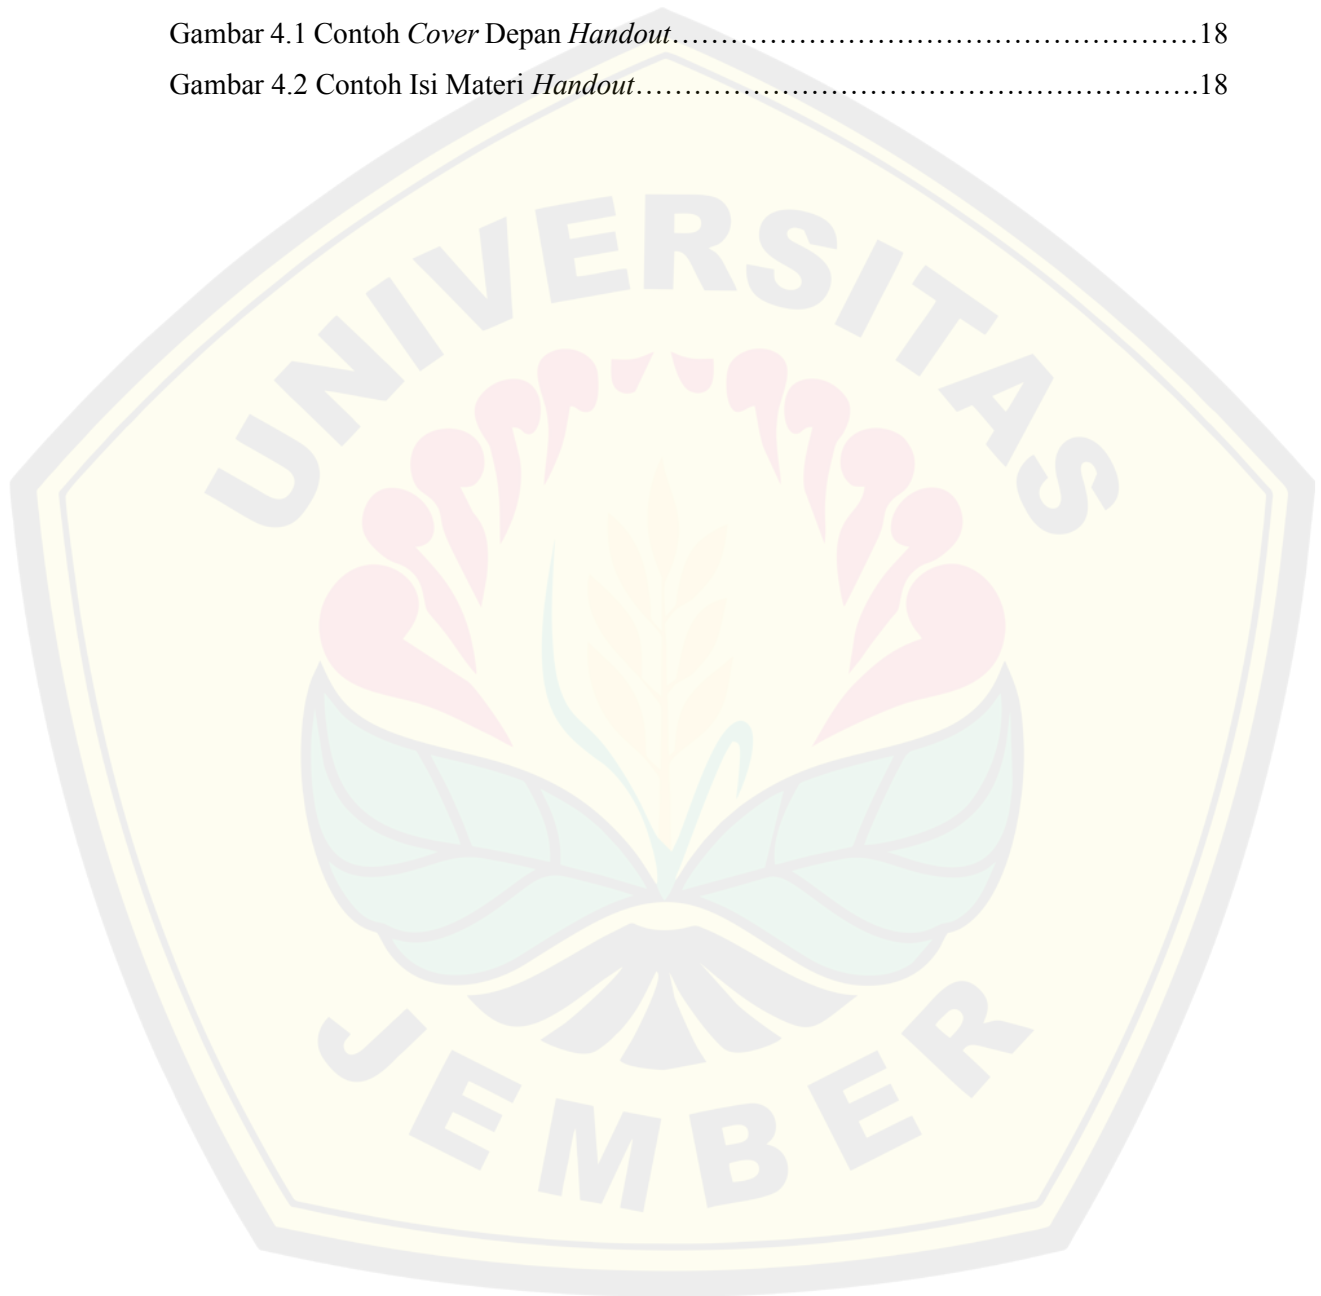 Gambar 4.1 Contoh Cover Depan Handout……………………………………………………18
Gambar 4.2 Contoh Isi Materi Handout……………………………………………………….18
UNIVERSITAS
JEMBER